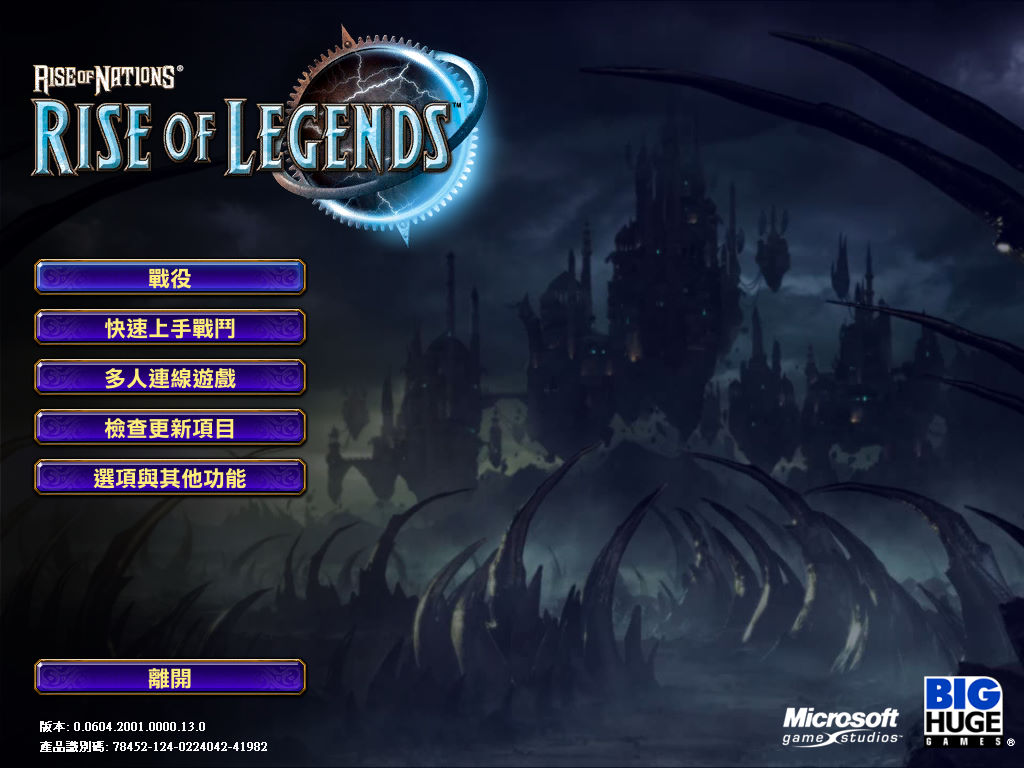 RISE OF NATIONS®
RISE OF LEGENDS™
戰役
快速上手戰鬥
多人連線遊戲
檢查更新項目
選項與其他功能
離開
版本: 0.0604.2001.0000.13.0
產品識別碼: 78452-124-0224042-41982
Microsoft
game studios™
BIG
HUGE
GAMES®